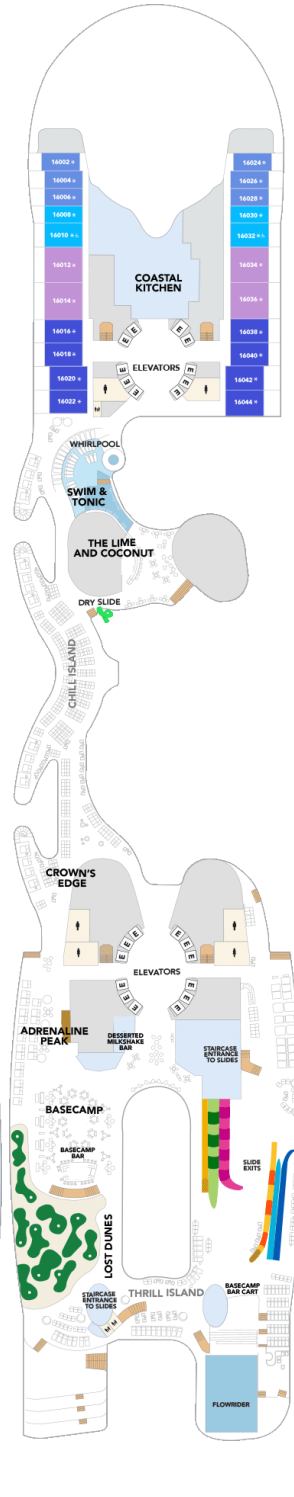 16002
16024
16004
16026
16006
16028
16008
16030
16010
16032
16012
16034
16014
16036
COASTAL
KITCHEN
16016
16038
16018
16040
ELEVATORS
16020
16042
16022
16044
WHIRLPOOL
SWIM &
TONIC
THE LIME
AND COCONUT
DRY SLIDE
CHILL ISLAND
CROWN'S
EDGE
ELEVATORS
ADRENALINE
PEAK
DESSERTED
MILKSHAKE
BAR
STAIRCASE
ENTRANCE
TO SLIDES
BASECAMP
BASECAMP
BAR
SLIDE
EXITS
LOST DUNES
STAIRCASE
ENTRANCE
TO SLIDES
THRILL ISLAND
BASECAMP
BAR CART
FLOWRIDER